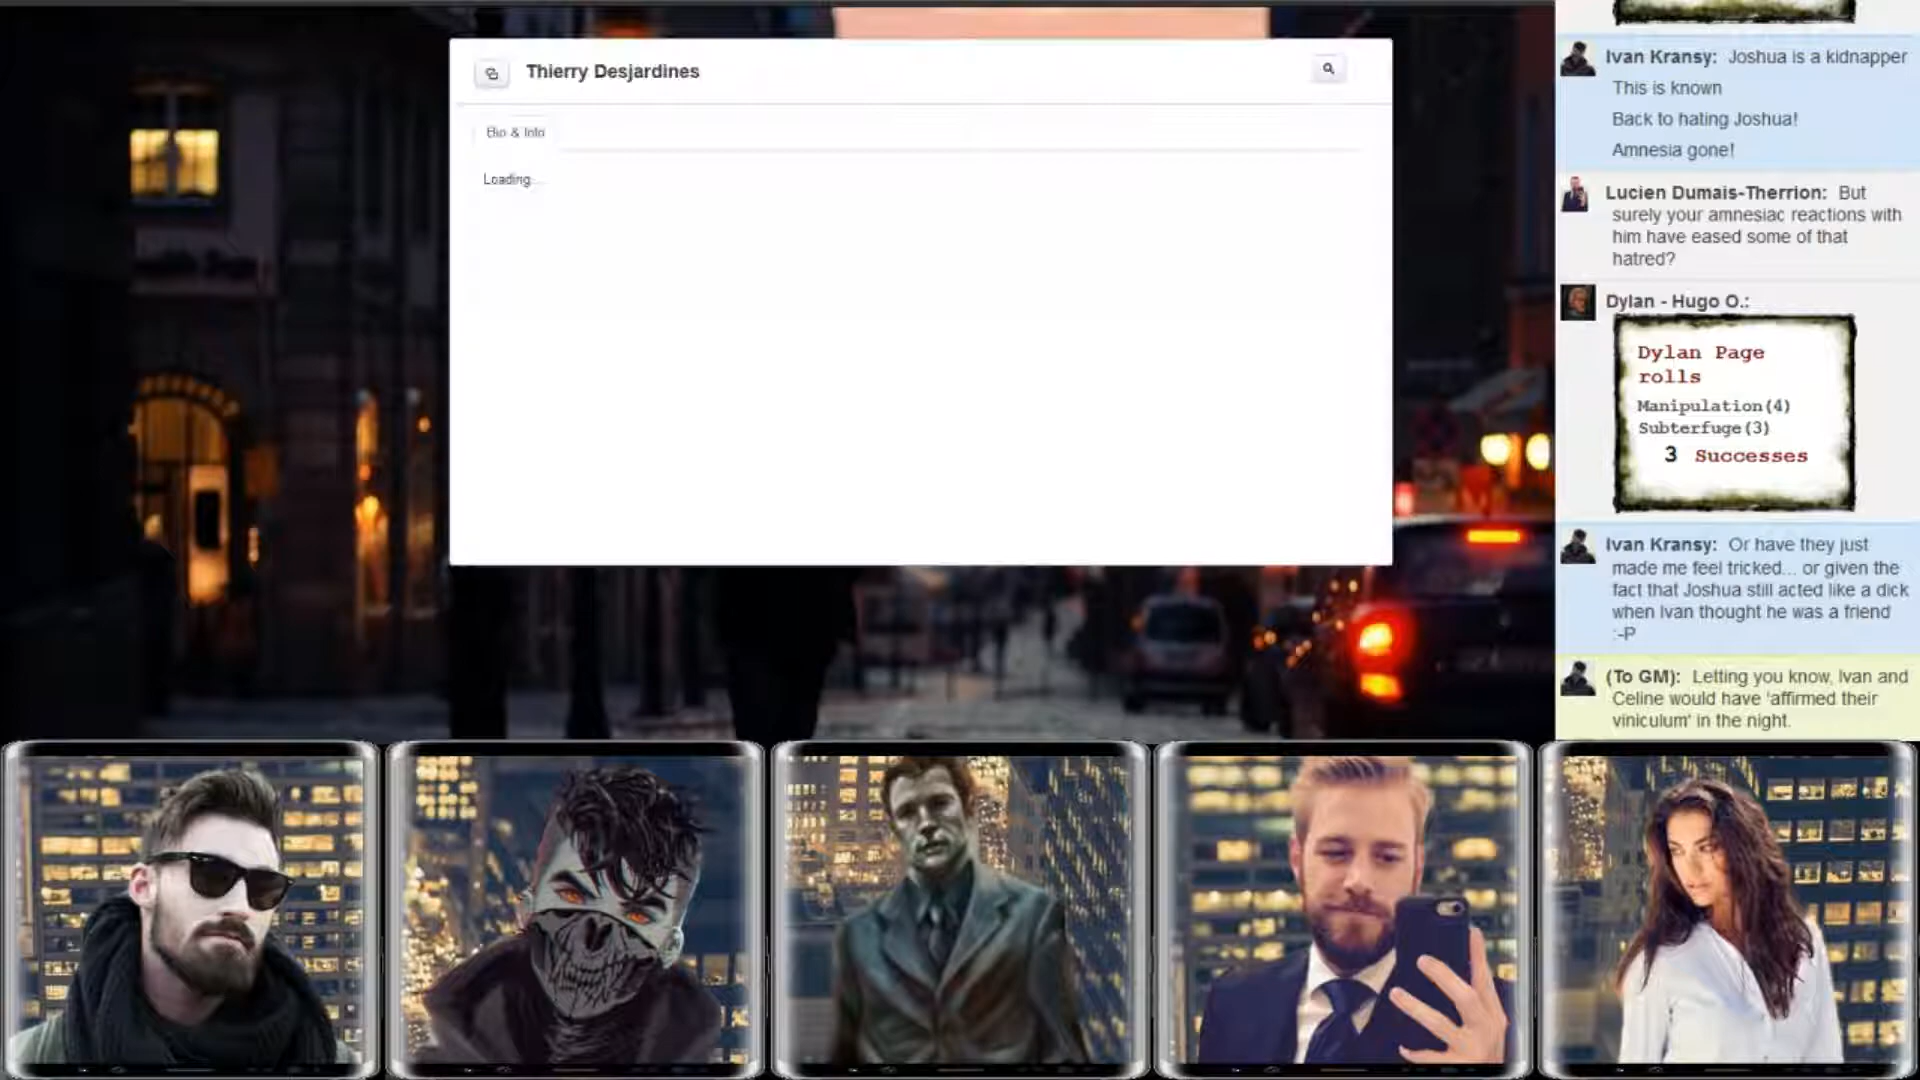 Thierry Desjardines
Bio & Info
Loading...
Ivan Kransy: Joshua is a kidnapper
This is known
Back to hating Joshua!
Amnesia gone!
Lucien Dumais-Therrion: But
surely your amnesiac reactions with
him have eased some of that
hatred?
Dylan - Hugo O.:
Dylan Page
rolls
Manipulation(4)
Subterfuge(3)
3 Successes
Ivan Kransy: Or have they just
made me feel tricked... or given the
fact that Joshua still acted like a dick
when Ivan thought he was a friend
:-P
(To GM): Letting you know, Ivan and
Celine would have 'affirmed their
viniculum' in the night.